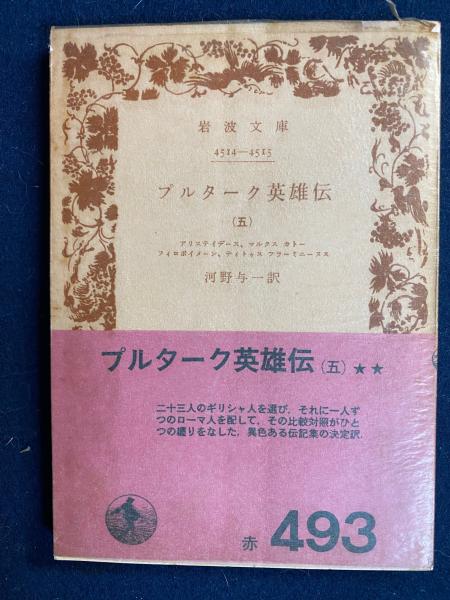 岩波文庫
4514—4515
プルターク英雄伝
(五)
アリステイデース、マルクス カトー
フィロポイメーン、ティトゥス フラーミニーヌス
河野与一訳
プルターク英雄伝(五)★★
二十三人のギリシャ人を選び、それに一人ず
つのローマ人を配して、その比較対照がひと
つの纏りをなした、異色ある伝記集の決定訳.
赤 493